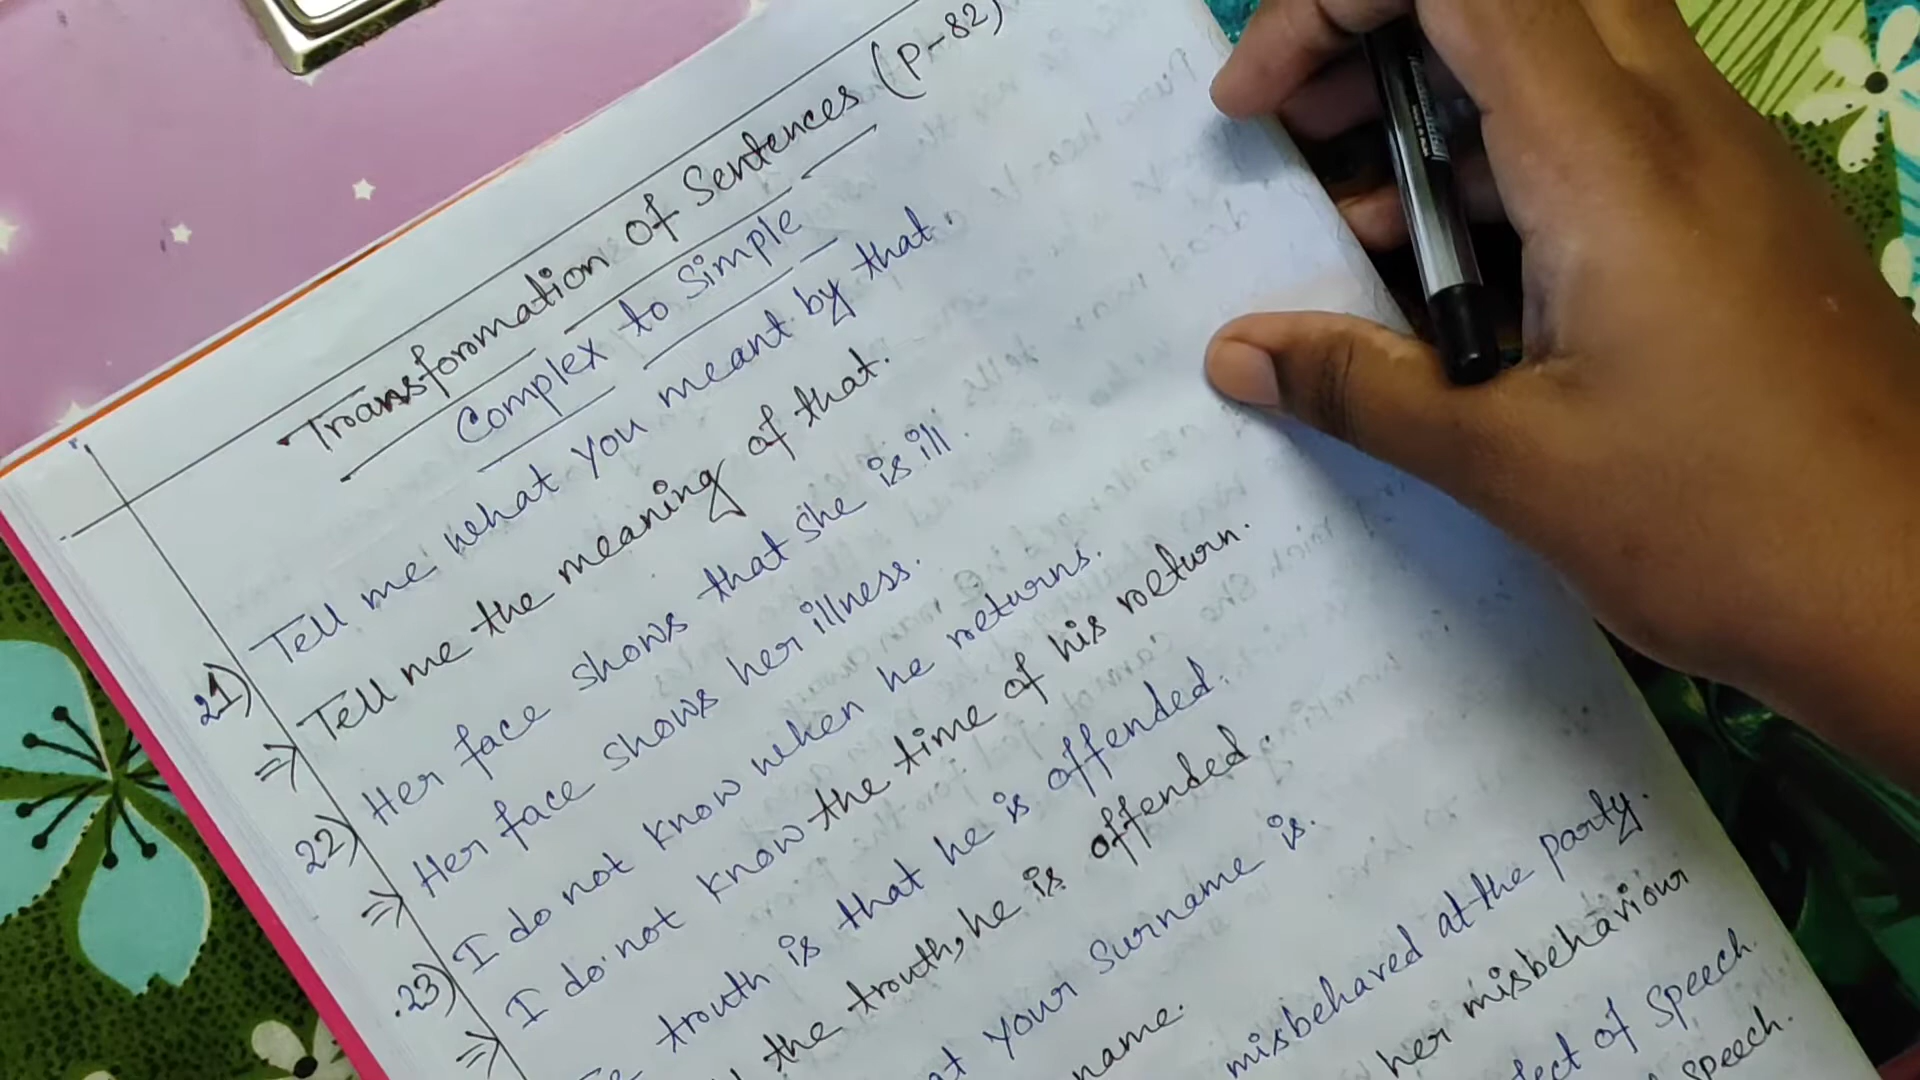 Transformation of Sentences (P-82)
Complex to Simple
21) Tell me what you meant by that.
=> Tell me the meaning of that.
22) Her face shows that she is ill.
=> Her face shows her illness.
23) I do not know when he returns.
=> I do not know the time of his return.
truth is that he is offended.
the truth, he is offended.
your surname is.
name.
misbehaved at the party.
her misbehaviour
of speech.
speech.